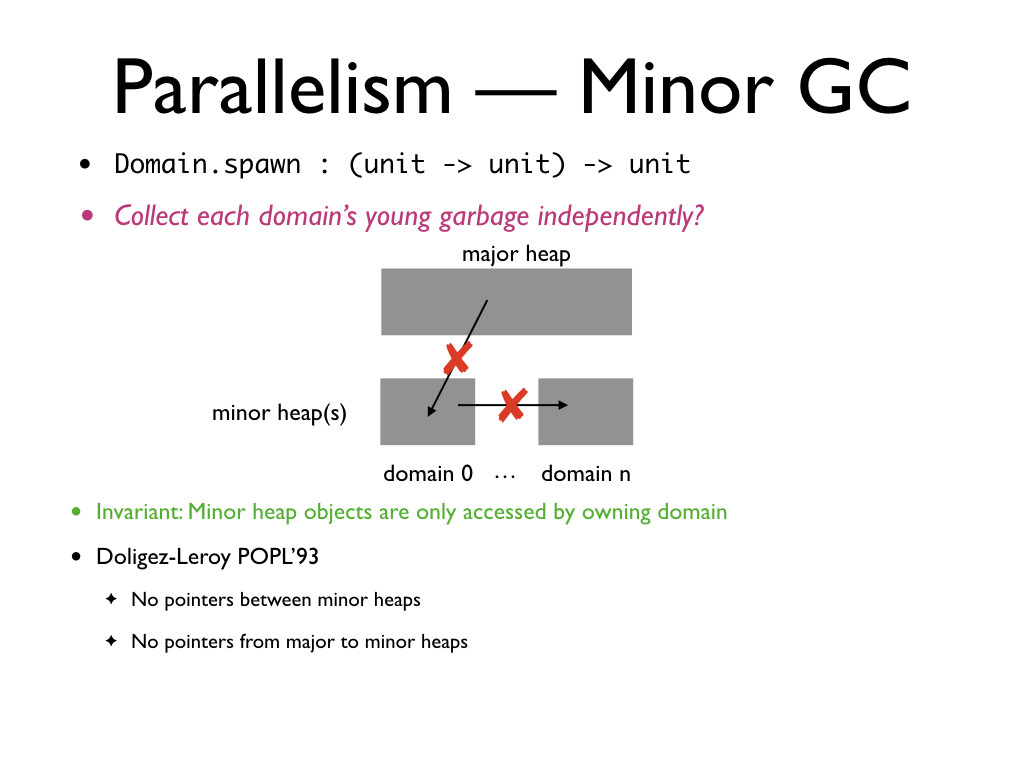 Parallelism — Minor GC
• Domain.spawn : (unit -> unit) -> unit
• Collect each domain’s young garbage independently?
major heap
minor heap(s)
domain 0 … domain n
• Invariant: Minor heap objects are only accessed by owning domain
• Doligez-Leroy POPL’93
✦ No pointers between minor heaps
✦ No pointers from major to minor heaps